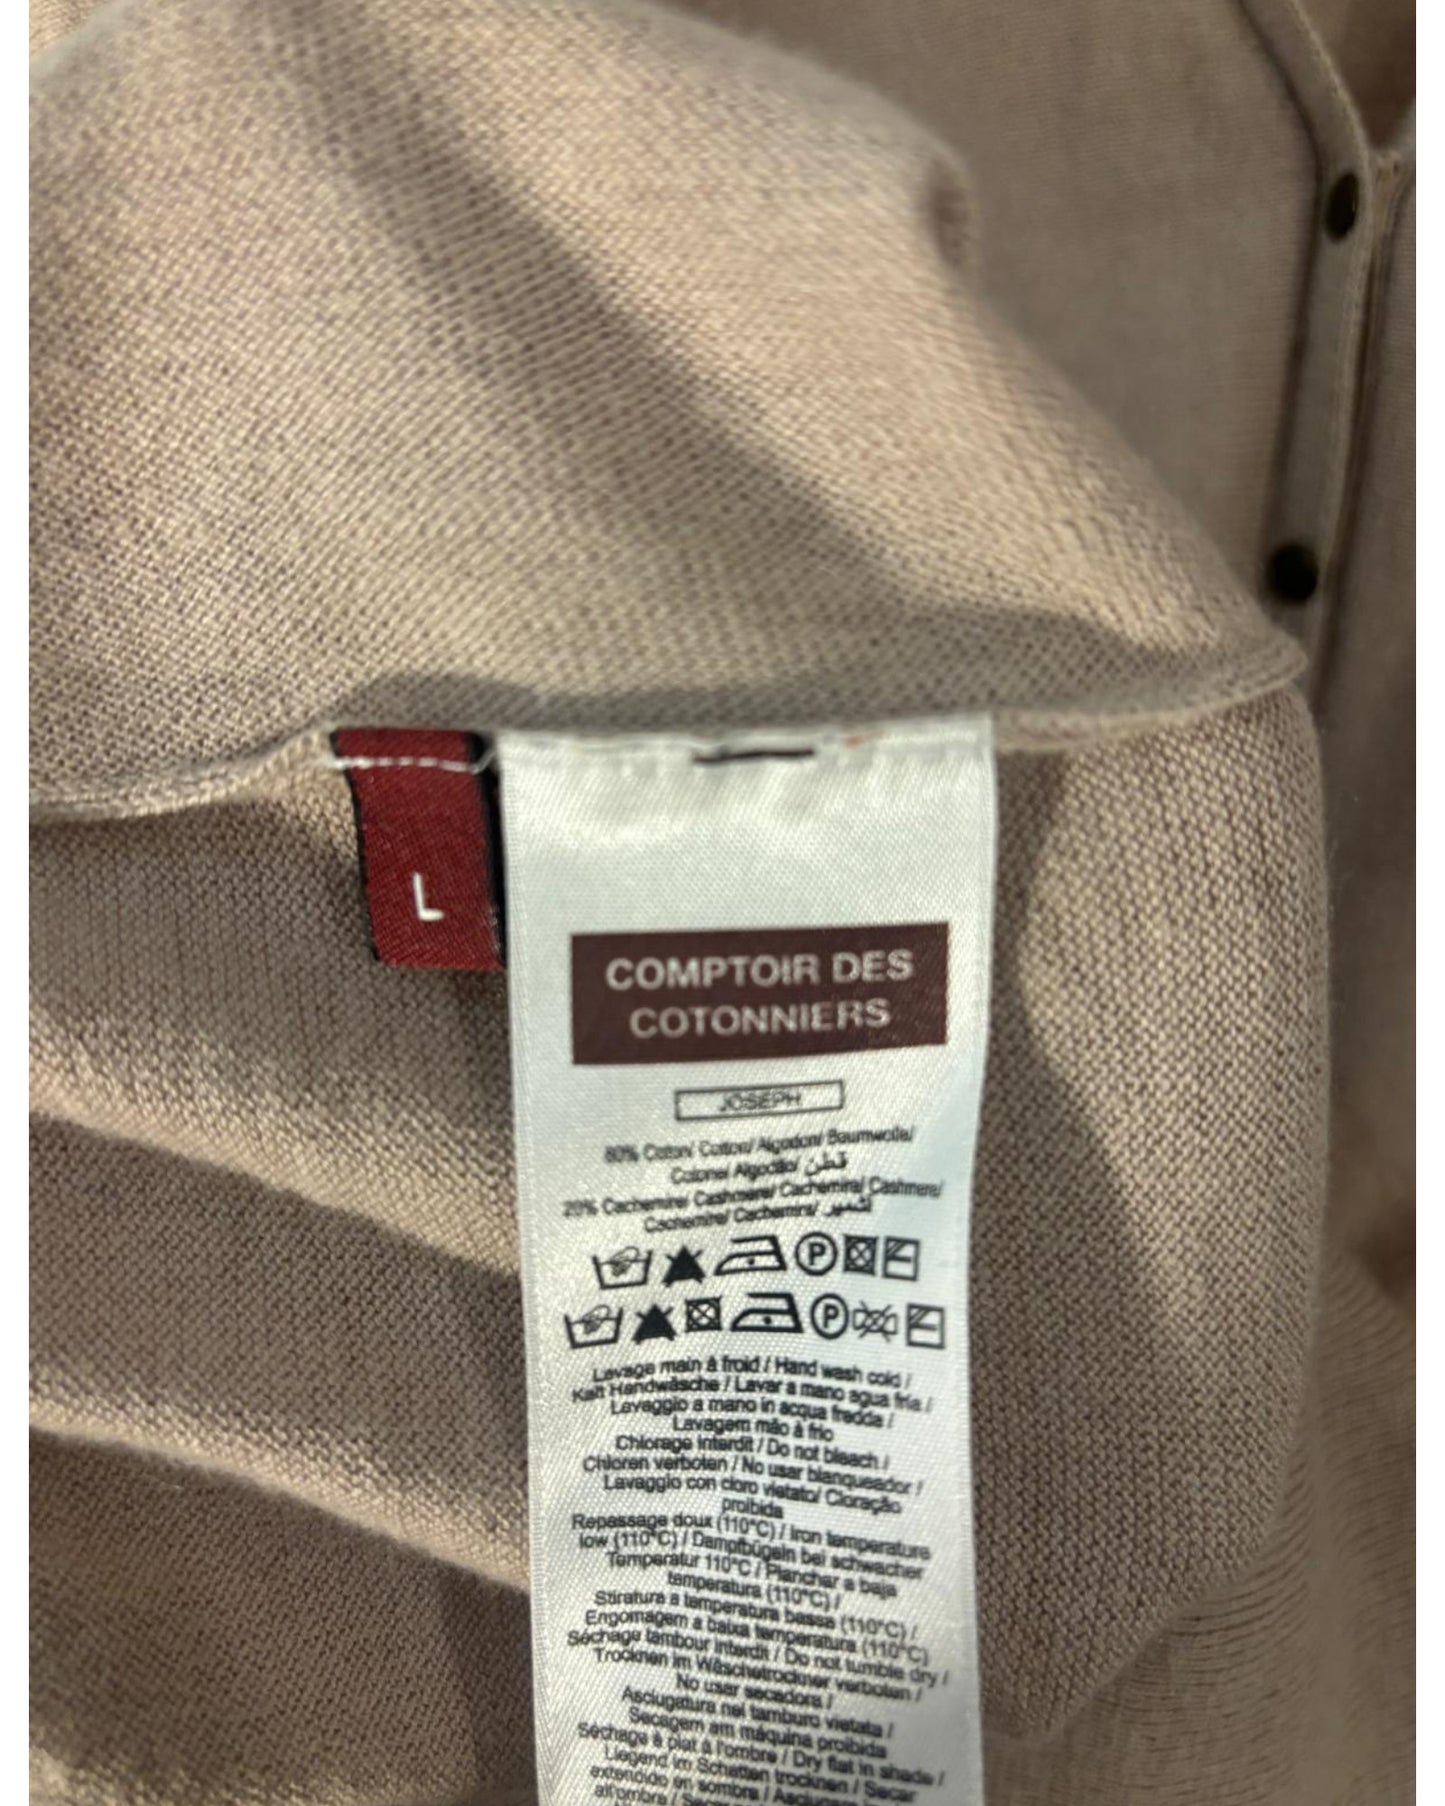 L
COMPTOIR DES
COTONNIERS
JOSEPH
80% Coton/ Cotton/ Algodon/ Baumwolle/
Cotone/ Algodão/ قطن
20% Cachemire/ Cashmere/ Cachemira/ Cashmere/
Cachemire/ Cachemira/
P
P
Lavage main à froid / Hand wash cold /
Kalt Handwäsche / Lavar a mano agua fria /
Lavaggio a mano in acqua fredda /
Lavagem mão à frio
Chlorage interdit / Do not bleach /
Chloren verboten / No usar blanqueador /
Lavaggio con cloro vietato/ Cloração
proibida
Repassage doux (110°C) / Iron temperature
low (110°C) / Dampfbügeln bei schwacher
Temperatur 110°C / Planchar a baja
temperatura (110°C) /
Stiratura a temperatura bassa (110°C) /
Engomagem a baixa temperatura (110°C)
Séchage tambour interdit / Do not tumble dry /
Trocknen im Wäschetrockner verboten /
No usar secadora /
Asciugatura nel tamburo vietata /
Secagem em máquina proibida
Séchage à plat à l'ombre / Dry flat in shade /
Liegend im Schatten trocknen / Secar
extendido en sombra / Asciugare
all'ombra / Secar